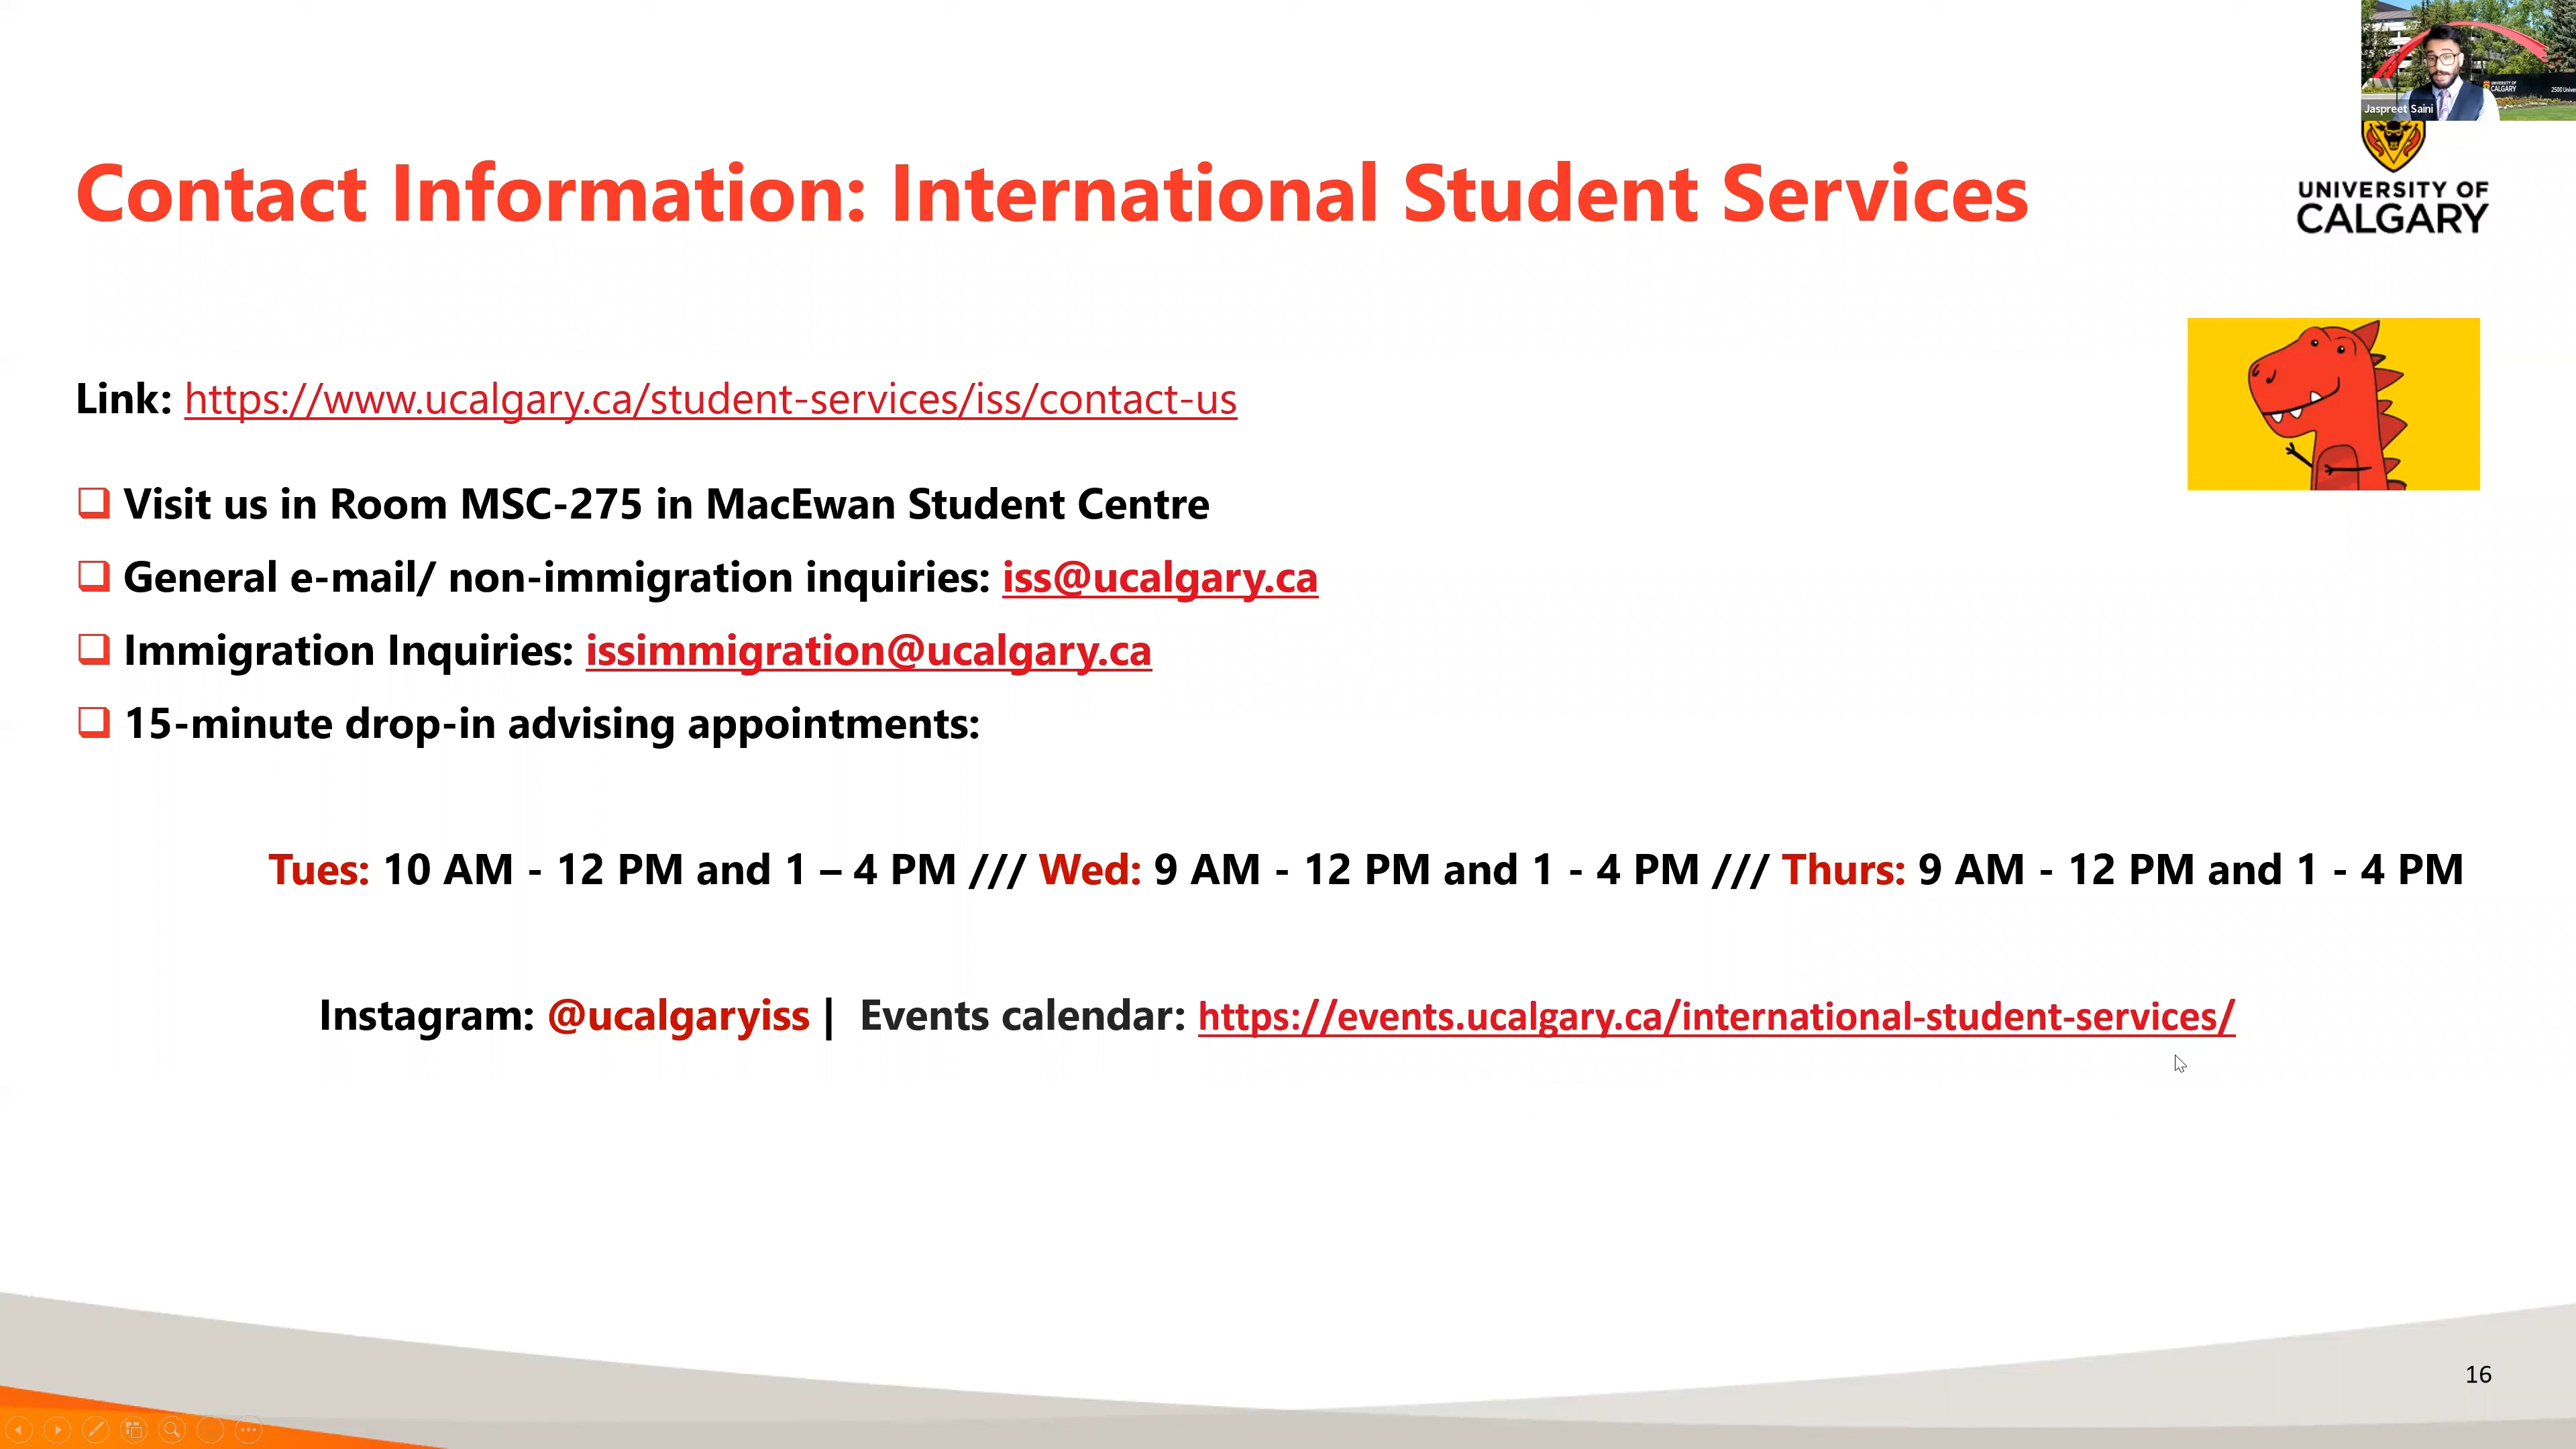 Jaspreet Saini
UNIVERSITY OF
CALGARY
Contact Information: International Student Services
UNIVERSITY OF
CALGARY
Link: https://www.ucalgary.ca/student-services/iss/contact-us
❑ Visit us in Room MSC-275 in MacEwan Student Centre
❑ General e-mail/ non-immigration inquiries: iss@ucalgary.ca
❑ Immigration Inquiries: issimmigration@ucalgary.ca
❑ 15-minute drop-in advising appointments:
Tues: 10 AM - 12 PM and 1 – 4 PM /// Wed: 9 AM - 12 PM and 1 - 4 PM /// Thurs: 9 AM - 12 PM and 1 - 4 PM
Instagram: @ucalgaryiss | Events calendar: https://events.ucalgary.ca/international-student-services/
16